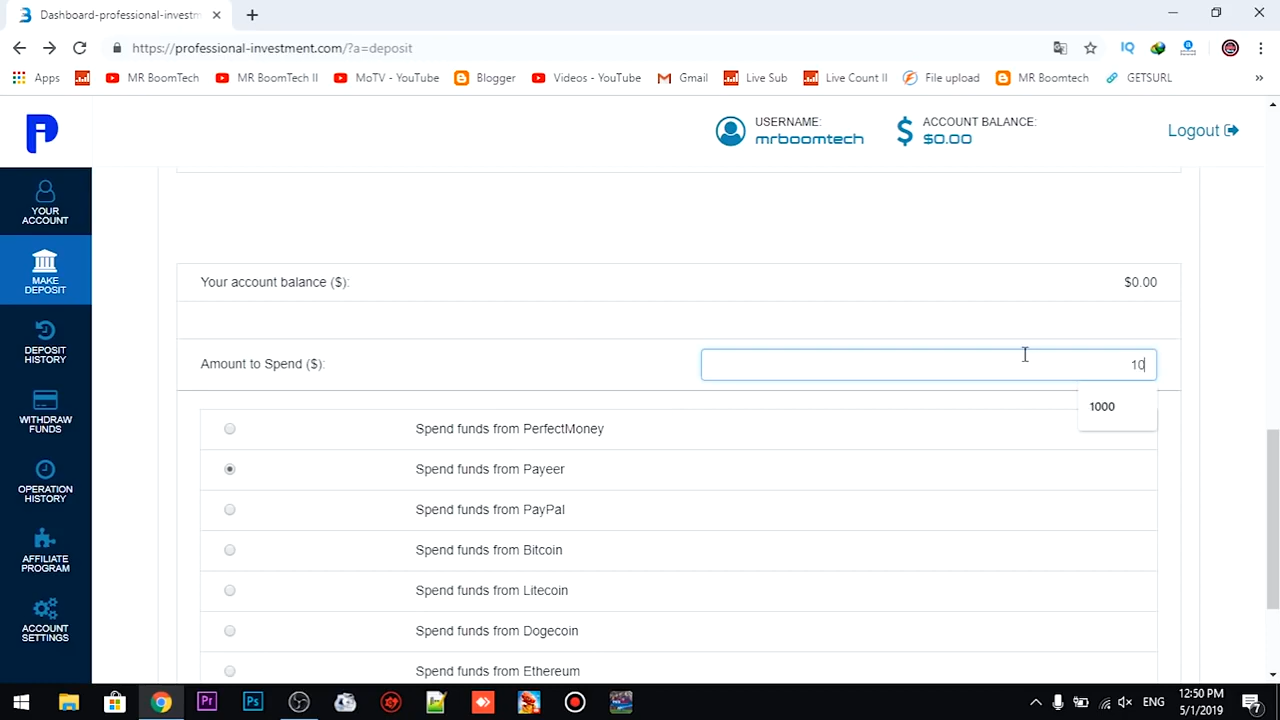 Dashboard-professional-investm
https://professional-investment.com/?a=deposit
IQ
Apps
MR BoomTech
MR BoomTech II
MoTV - YouTube
Blogger
Videos - YouTube
Gmail
Live Sub
Live Count II
File upload
MR Boomtech
GETSURL
»
USERNAME:
mrboomtech
ACCOUNT BALANCE:
$0.00
Logout
YOUR
ACCOUNT
MAKE
DEPOSIT
DEPOSIT
HISTORY
WITHDRAW
FUNDS
OPERATION
HISTORY
AFFILIATE
PROGRAM
ACCOUNT
SETTINGS
Your account balance ($):
$0.00
Amount to Spend ($):
10
1000
Spend funds from PerfectMoney
Spend funds from Payeer
Spend funds from PayPal
Spend funds from Bitcoin
Spend funds from Litecoin
Spend funds from Dogecoin
Spend funds from Ethereum
Pr
Ps
ENG
12:50 PM
5/1/2019
7